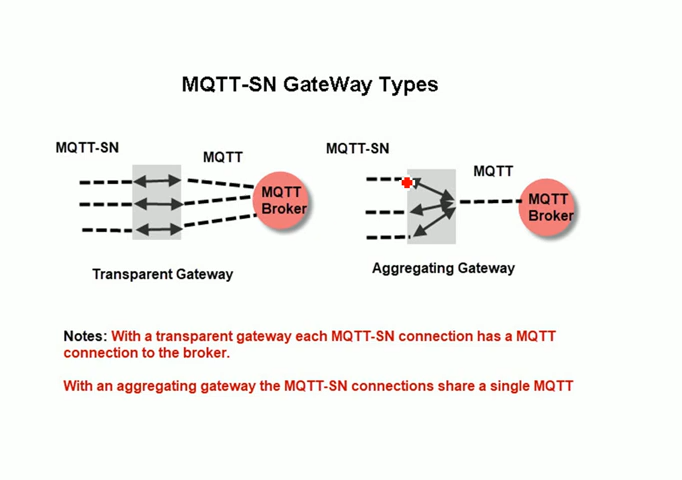 MQTT-SN GateWay Types
MQTT-SN
MQTT
MQTT
Broker
Transparent Gateway
MQTT-SN
MQTT
MQTT
Broker
Aggregating Gateway
Notes: With a transparent gateway each MQTT-SN connection has a MQTT
connection to the broker.
With an aggregating gateway the MQTT-SN connections share a single MQTT